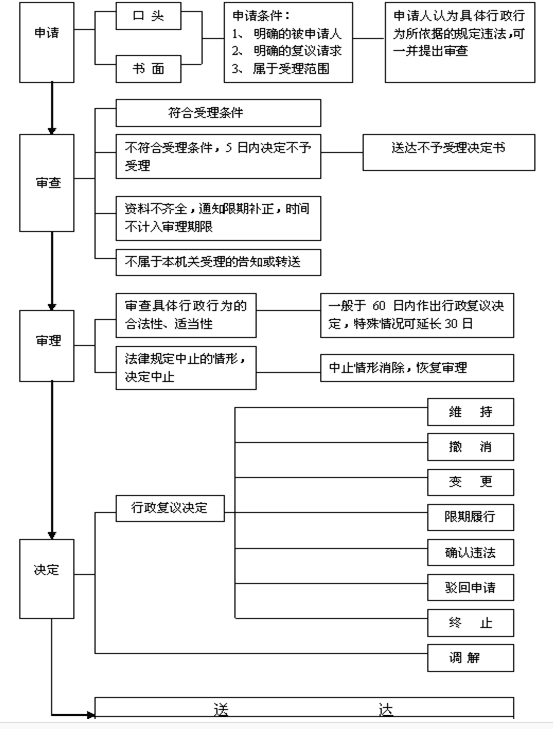 申请
口 头
书 面
申请条件：
1、 明确的被申请人
2、 明确的复议请求
3、 属于受理范围
申请人认为具体行政行
为所依据的规定违法，可
一并提出审查
审查
符合受理条件
不符合受理条件，5 日内决定不予
受理
送达不予受理决定书
资料不齐全，通知限期补正，时间
不计入审理期限
不属于本机关受理的告知或转送
审理
审查具体行政行为的
合法性、适当性
一般于 60 日内作出行政复议决
定，特殊情况可延长 30 日
法律规定中止的情形，
决定中止
中止情形消除，恢复审理
决定
行政复议决定
维 持
撤 消
变 更
限期履行
确认违法
驳回申请
终 止
调 解
送 达